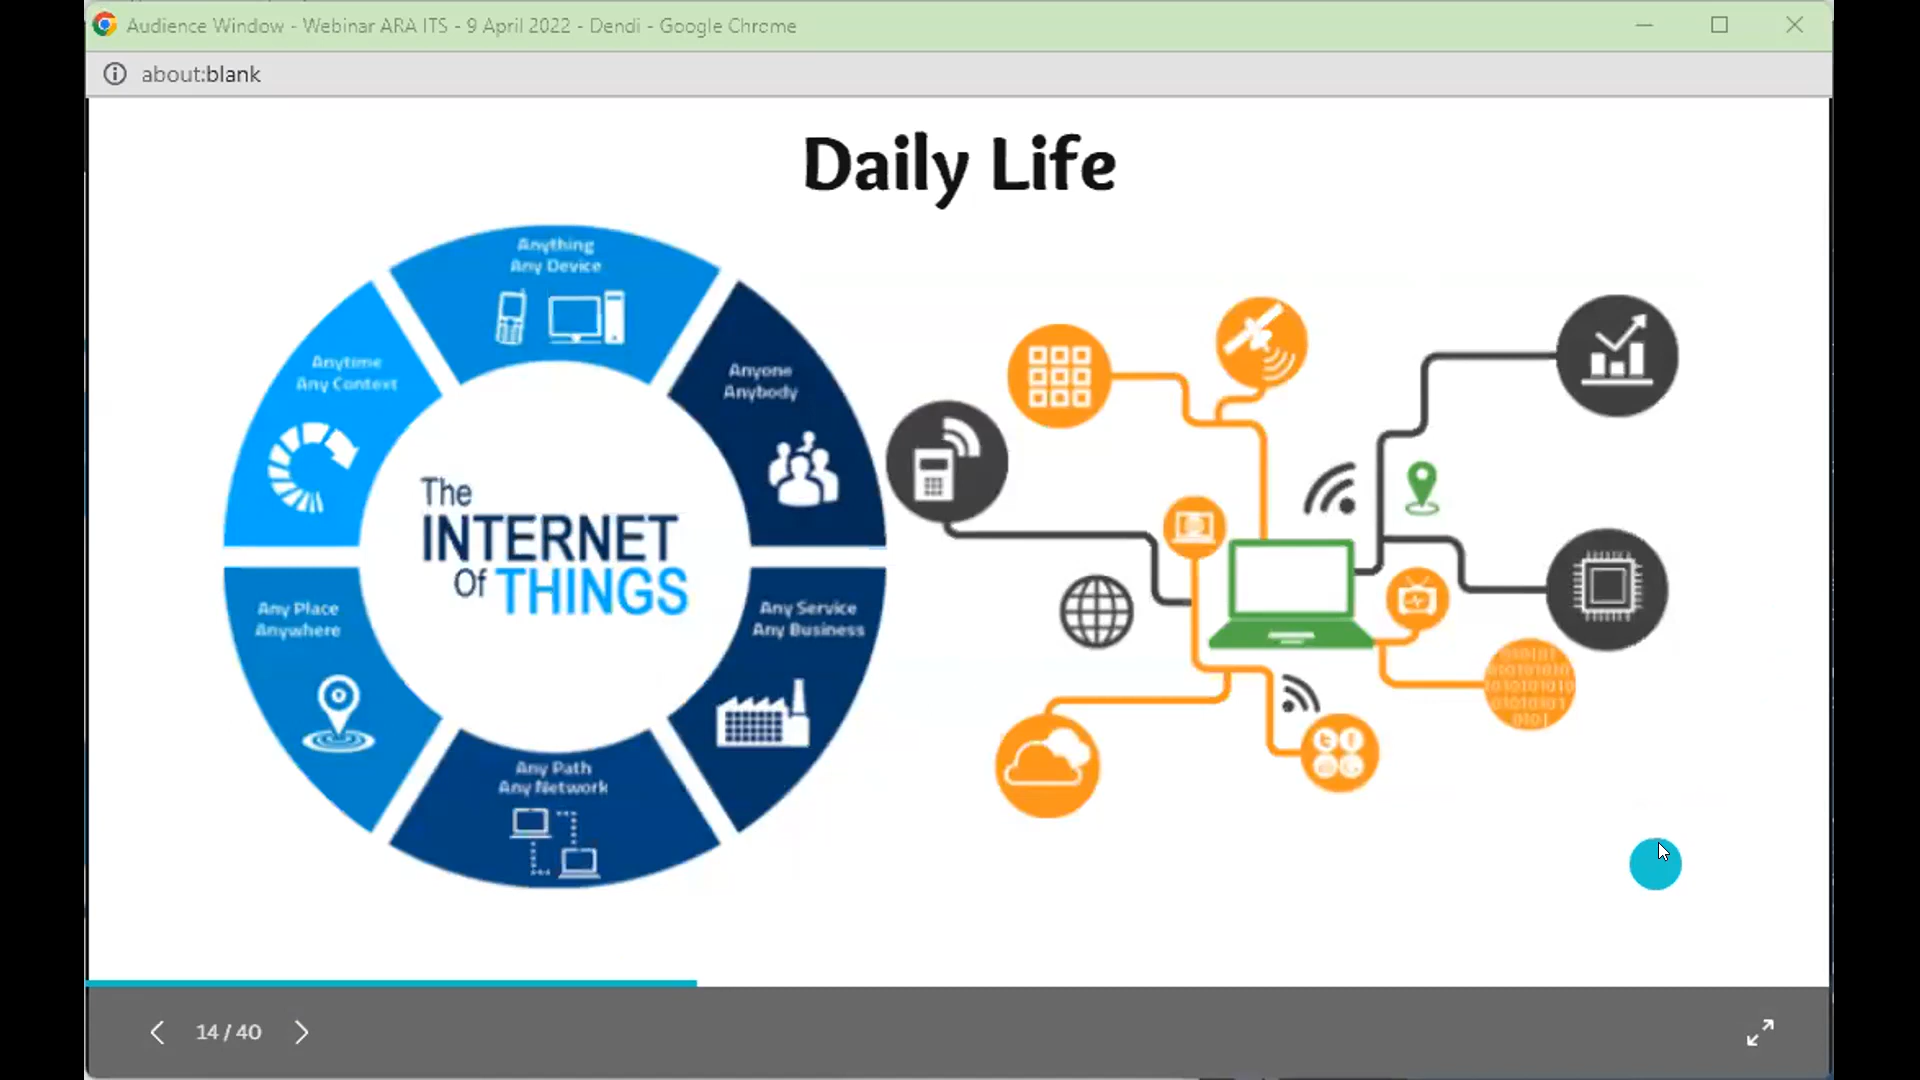 Audience Window - Webinar ARA ITS - 9 April 2022 - Dendi - Google Chrome
about:blank
Daily Life
Anything
Any Device
Anyone
Anybody
Any Service
Any Business
Any Path
Any Network
Any Place
Anywhere
Anytime
Any Context
The
INTERNET
Of THINGS
14 / 40